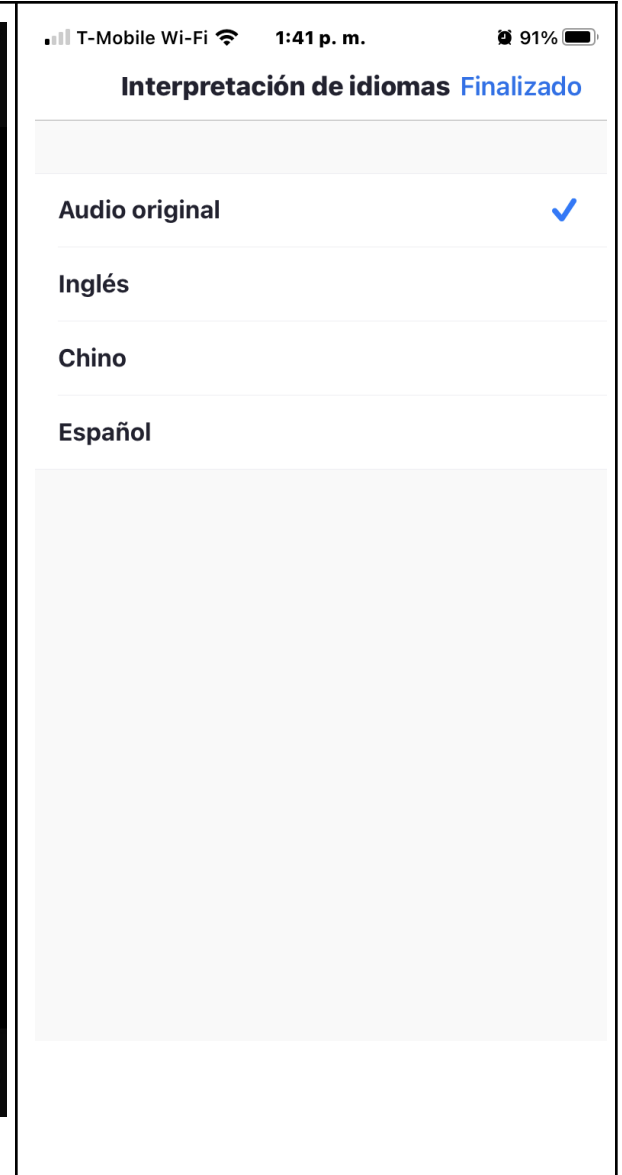 T-Mobile Wi-Fi 1:41 p. m. 91%
Interpretación de idiomas Finalizado
Audio original
Inglés
Chino
Español